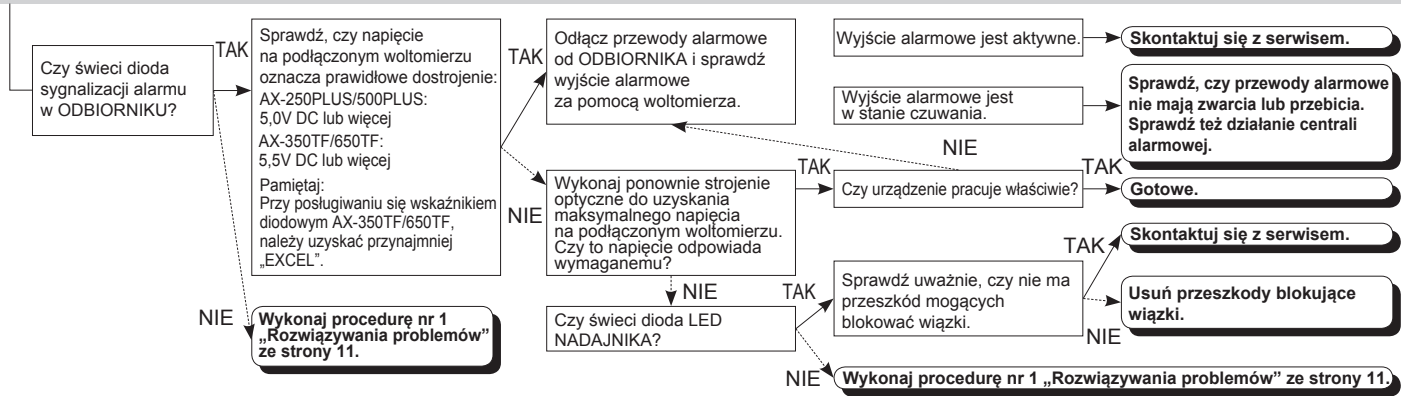 Czy świeci dioda
sygnalizacji alarmu
w ODBIORNIKU?
TAK
Sprawdź, czy napięcie
na podłączonym woltomierzu
oznacza prawidłowe dostrojenie:
AX-250PLUS/500PLUS:
5,0V DC lub więcej
AX-350TF/650TF:
5,5V DC lub więcej
Pamiętaj:
Przy posługiwaniu się wskaźnikiem
diodowym AX-350TF/650TF,
należy uzyskać przynajmniej
„EXCEL”.
NIE
Wykonaj procedurę nr 1
„Rozwiązywania problemów”
ze strony 11.
TAK
Odłącz przewody alarmowe
od ODBIORNIKA i sprawdź
wyjście alarmowe
za pomocą woltomierza.
Wyjście alarmowe jest aktywne.
Skontaktuj się z serwisem.
Wyjście alarmowe jest
w stanie czuwania.
Sprawdź, czy przewody alarmowe
nie mają zwarcia lub przebicia.
Sprawdź też działanie centrali
alarmowej.
NIE
NIE
Wykonaj ponownie strojenie
optyczne do uzyskania
maksymalnego napięcia
na podłączonym woltomierzu.
Czy to napięcie odpowiada
wymaganemu?
TAK
Czy urządzenie pracuje właściwie?
TAK
Gotowe.
NIE
Czy świeci dioda LED
NADAJNIKA?
TAK
Sprawdź uważnie, czy nie ma
przeszkód mogących
blokować wiązki.
TAK
Skontaktuj się z serwisem.
NIE
Usuń przeszkody blokujące
wiązki.
NIE
Wykonaj procedurę nr 1 „Rozwiązywania problemów” ze strony 11.